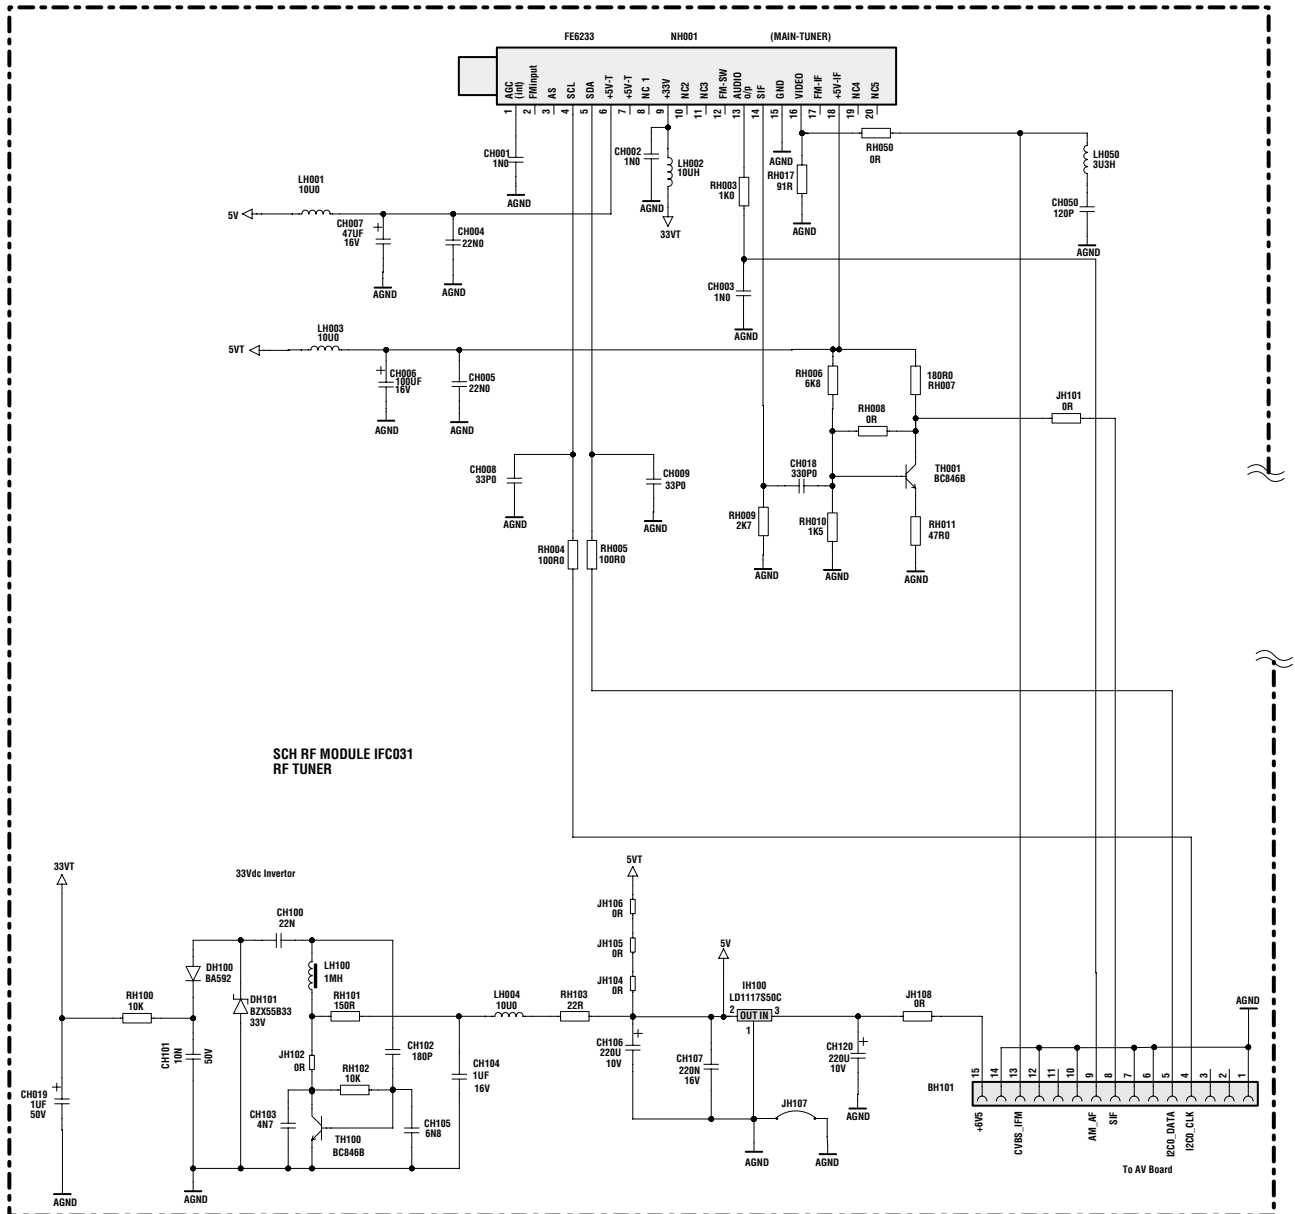 FE6233
NH001
(MAIN-TUNER)
AGC (int)
FMinput
AS
SCL
SDA
+5V-T
+5V-T
NC 1
+33V
NC2
NC3
FM-SW
AUDIO o/p
SIF
GND
VIDEO
FM-IF
+5V-IF
NC4
NC5
1
2
3
4
5
6
7
8
9
10
11
12
13
14
15
16
17
18
19
20
CH001
1N0
AGND
CH002
1N0
AGND
LH002
10UH
33VT
RH003
1K0
AGND
RH017
91R
AGND
RH050
0R
LH050
3U3H
CH050
120P
AGND
LH001
10U0
5V
CH007
47UF
16V
AGND
CH004
22N0
AGND
CH003
1N0
AGND
LH003
10U0
5VT
CH006
100UF
16V
AGND
CH005
22N0
AGND
RH006
6K8
180R0
RH007
RH008
0R
JH101
0R
CH008
33P0
AGND
CH009
33P0
AGND
CH018
330P0
TH001
BC846B
RH009
2K7
AGND
RH010
1K5
AGND
RH011
47R0
AGND
RH004
100R0
RH005
100R0
SCH RF MODULE IFC031
RF TUNER
33VT
33Vdc Invertor
CH100
22N
DH100
BA592
LH100
1MH
RH100
10K
DH101
BZX55B33
33V
RH101
150R
CH101
10N
50V
JH102
0R
CH102
180P
RH102
10K
CH104
1UF
16V
CH019
1UF
50V
CH103
4N7
CH105
6N8
TH100
BC846B
AGND
AGND
LH004
10U0
RH103
22R
5VT
JH106
0R
JH105
0R
JH104
0R
5V
IH100
LD1117S50C
2
OUT IN
3
1
JH108
0R
CH106
220U
10V
CH107
220N
16V
CH120
220U
10V
AGND
JH107
AGND
AGND
AGND
BH101
15
14
13
12
11
10
9
8
7
6
5
4
3
2
1
+6V5
CVBS_IFM
AM_AF
SIF
I2C0_DATA
I2C0_CLK
To AV Board